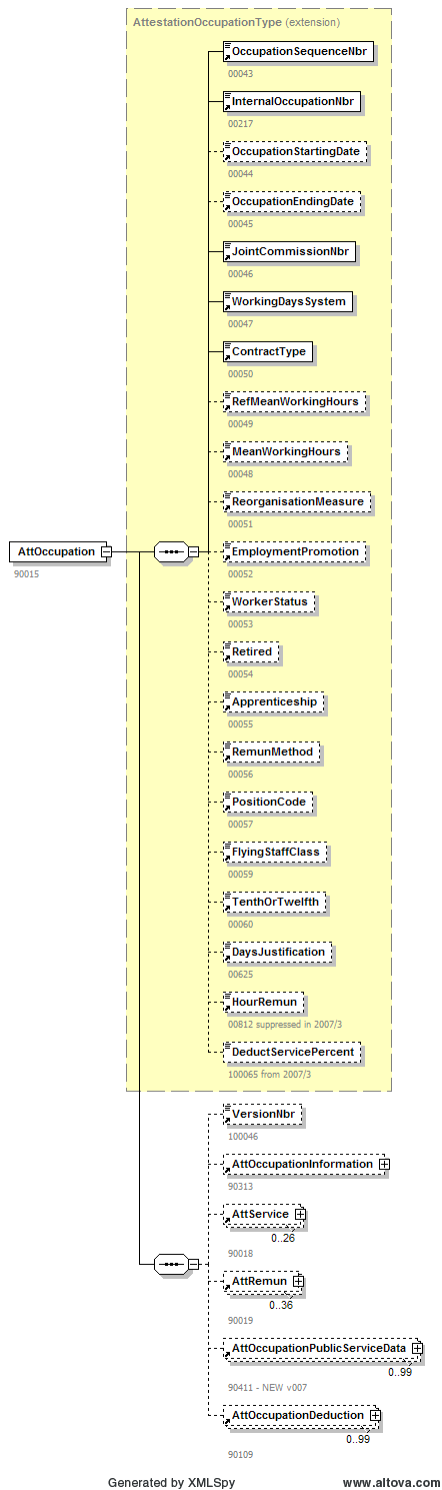 AttestationOccupationType (extension)
OccupationSequenceNbr
00043
InternalOccupationNbr
00217
OccupationStartingDate
00044
OccupationEndingDate
00045
JointCommissionNbr
00046
WorkingDaysSystem
00047
ContractType
00050
RefMeanWorkingHours
00049
MeanWorkingHours
00048
ReorganisationMeasure
00051
AttOccupation
90015
EmploymentPromotion
00052
WorkerStatus
00053
Retired
00054
Apprenticeship
00055
RemunMethod
00056
PositionCode
00057
FlyingStaffClass
00059
TenthOrTwelfth
00060
DaysJustification
00625
HourRemun
00812 suppressed in 2007/3
DeductServicePercent
100065 from 2007/3
VersionNbr
100046
AttOccupationInformation
90313
AttService
0..26
90018
AttRemun
0..36
90019
AttOccupationPublicServiceData
0..99
90411 - NEW v007
AttOccupationDeduction
0..99
90109
Generated by XMLSpy www.altova.com